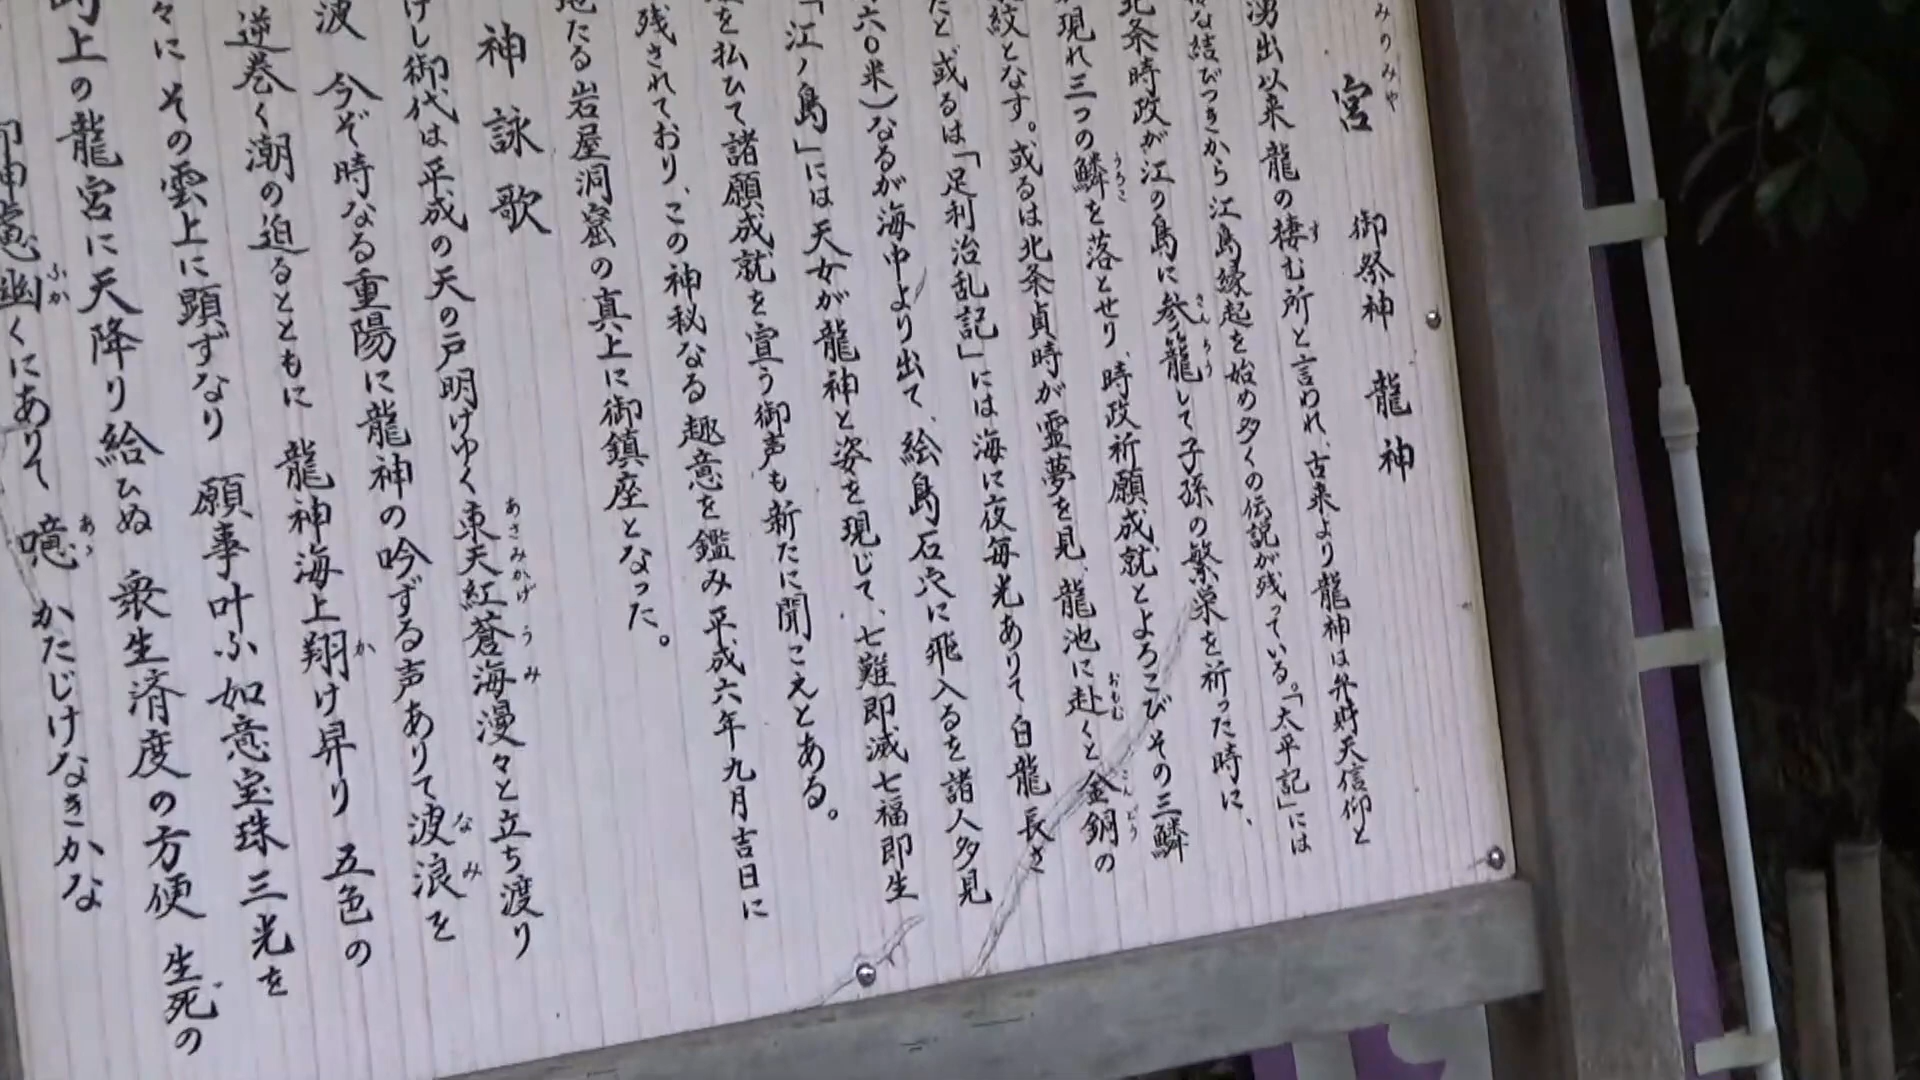 みのみや
宮 御祭神 龍神
湧出以来龍の棲む所と言われ、古来より龍神は弁財天信仰と
な結びつきから江島縁起を始め多くの伝説が残っている。「太平記」には
北条時政が江の島に参籠して子孫の繁栄を祈った時に、
現れ三つの鱗を落とせり、時政祈願成就とよろこびその三鱗
紋となす。或るは北条貞時が霊夢を見、龍池に赴くと金銅の
たと或るは「足利治乱記」には海に夜毎光ありて白龍長さ
六〇米)なるが海中より出て、絵島石穴に飛入るを諸人多見
「江ノ島」には天女が龍神と姿を現じて、七難即滅七福即生
を払ひて諸願成就を宣う御声も新たに聞こえとある。
残されており、この神秘なる趣意を鑑み平成六年九月吉日に
たる岩屋洞窟の真上に御鎮座となった。
神詠歌
けし御代は平成の天の戸明けゆく東天紅蒼海漫々と立ち渡り
波 今ぞ時なる重陽に龍神の吟ずる声ありて波浪を
逆巻く潮の迫るとともに 龍神海上翔け昇り 五色の
々に その雲上に顕ずなり 願事叶ふ如意宝珠三光を
上の龍宮に天降り給ひぬ 衆生済度の方便 生死の
神慮幽くにありて 噫 かたじけなきかな